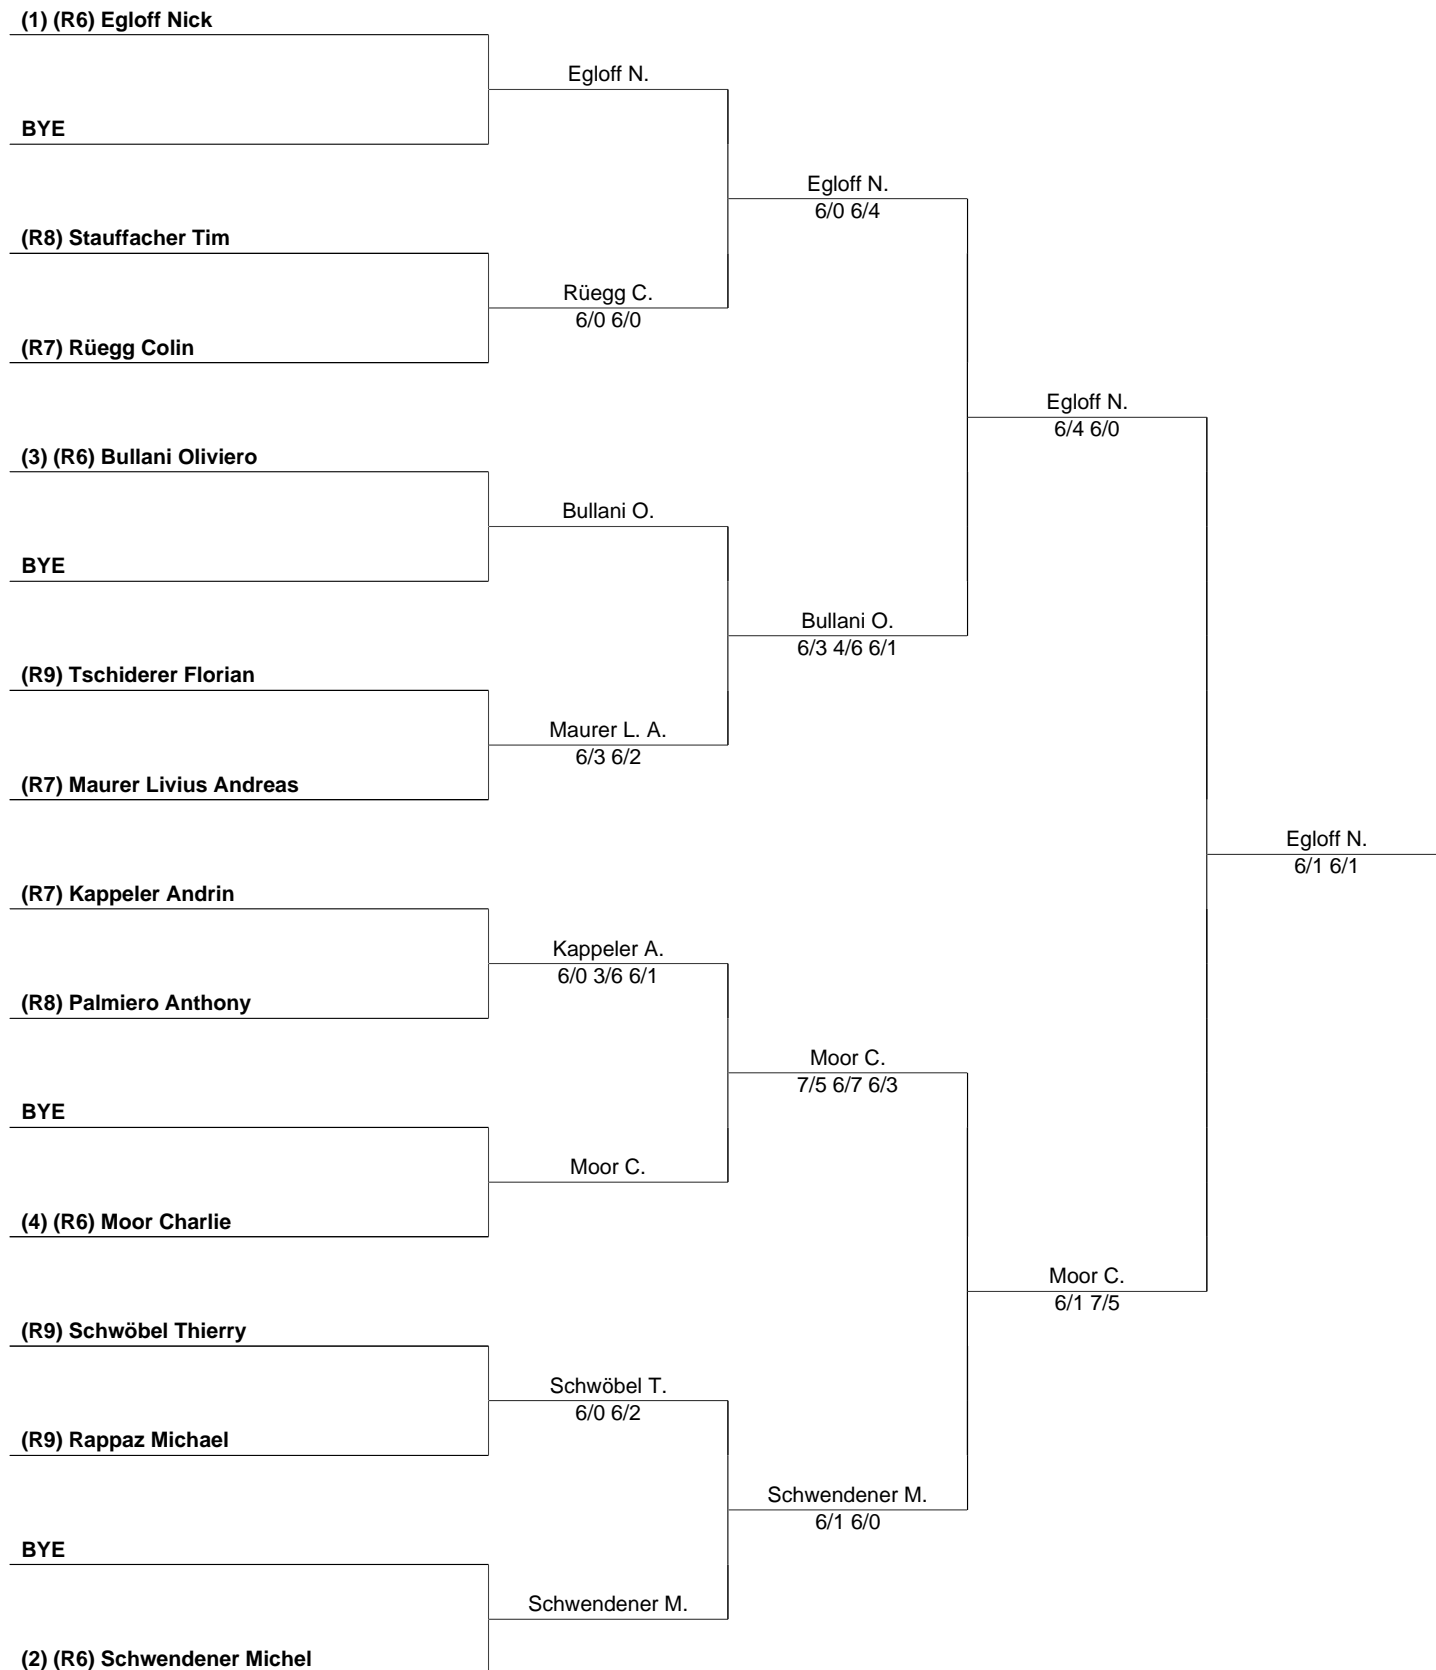 (1) (R6) Egloff Nick
Egloff N.
BYE
Egloff N.
6/0 6/4
(R8) Stauffacher Tim
Rüegg C.
6/0 6/0
(R7) Rüegg Colin
Egloff N.
6/4 6/0
(3) (R6) Bullani Oliviero
Bullani O.
BYE
Bullani O.
6/3 4/6 6/1
(R9) Tschiderer Florian
Maurer L. A.
6/3 6/2
(R7) Maurer Livius Andreas
Egloff N.
6/1 6/1
(R7) Kappeler Andrin
Kappeler A.
6/0 3/6 6/1
(R8) Palmiero Anthony
Moor C.
7/5 6/7 6/3
BYE
Moor C.
(4) (R6) Moor Charlie
Moor C.
6/1 7/5
(R9) Schwöbel Thierry
Schwöbel T.
6/0 6/2
(R9) Rappaz Michael
Schwendener M.
6/1 6/0
BYE
Schwendener M.
(2) (R6) Schwendener Michel